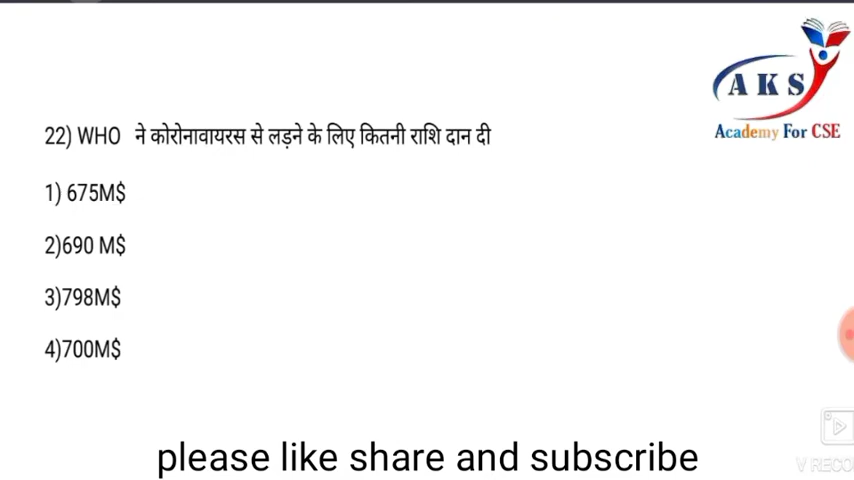 AKS
Academy For CSE
22) WHO ने कोरोनावायरस से लड़ने के लिए कितनी राशि दान दी
1) 675M$
2)690 M$
3)798M$
4)700M$
please like share and subscribe